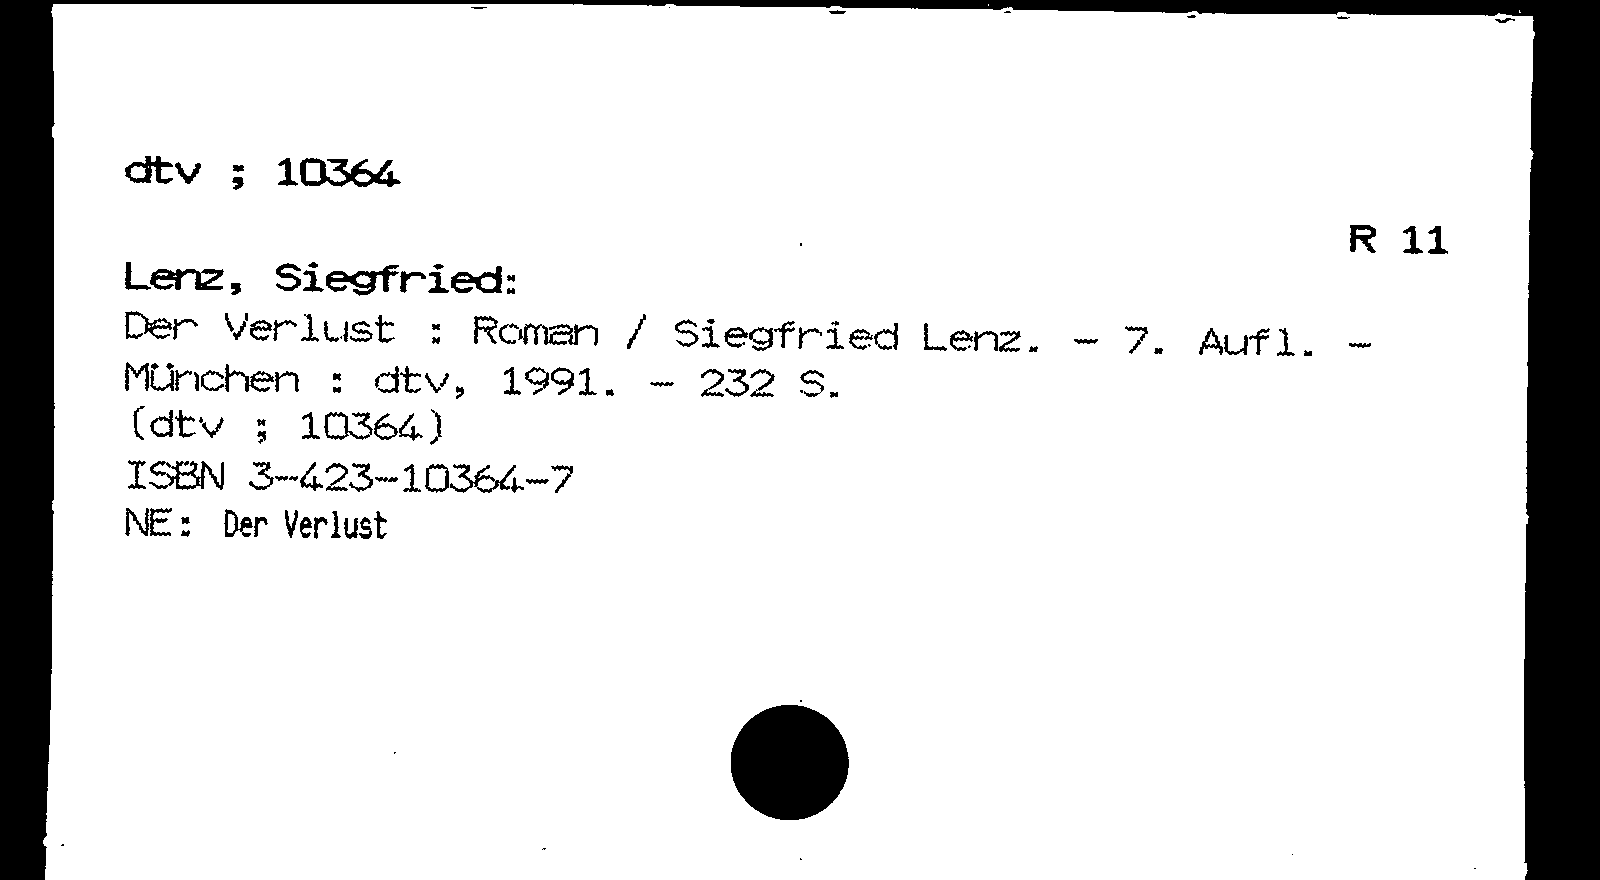 dtv ; 10364
R 11
Lenz, Siegfried:
Der Verlust : Roman / Siegfried Lenz. - 7. Aufl. -
München : dtv, 1991. - 232 S.
(dtv ; 10364)
ISBN 3-423-10364-7
NE: Der Verlust